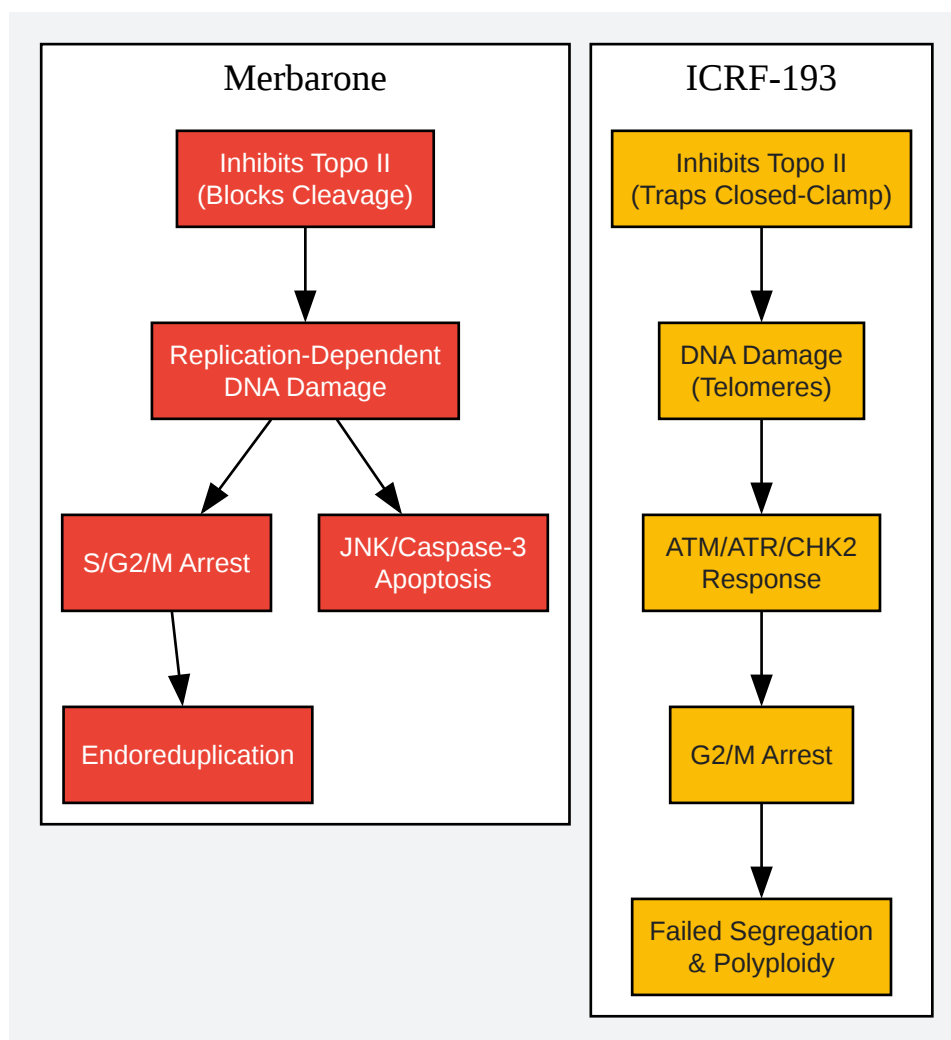 Merbarone
Inhibits Topo II
(Blocks Cleavage)
Replication-Dependent
DNA Damage
S/G2/M Arrest
JNK/Caspase-3
Apoptosis
Endoreduplication
ICRF-193
Inhibits Topo II
(Traps Closed-Clamp)
DNA Damage
(Telomeres)
ATM/ATR/CHK2
Response
G2/M Arrest
Failed Segregation
& Polyploidy